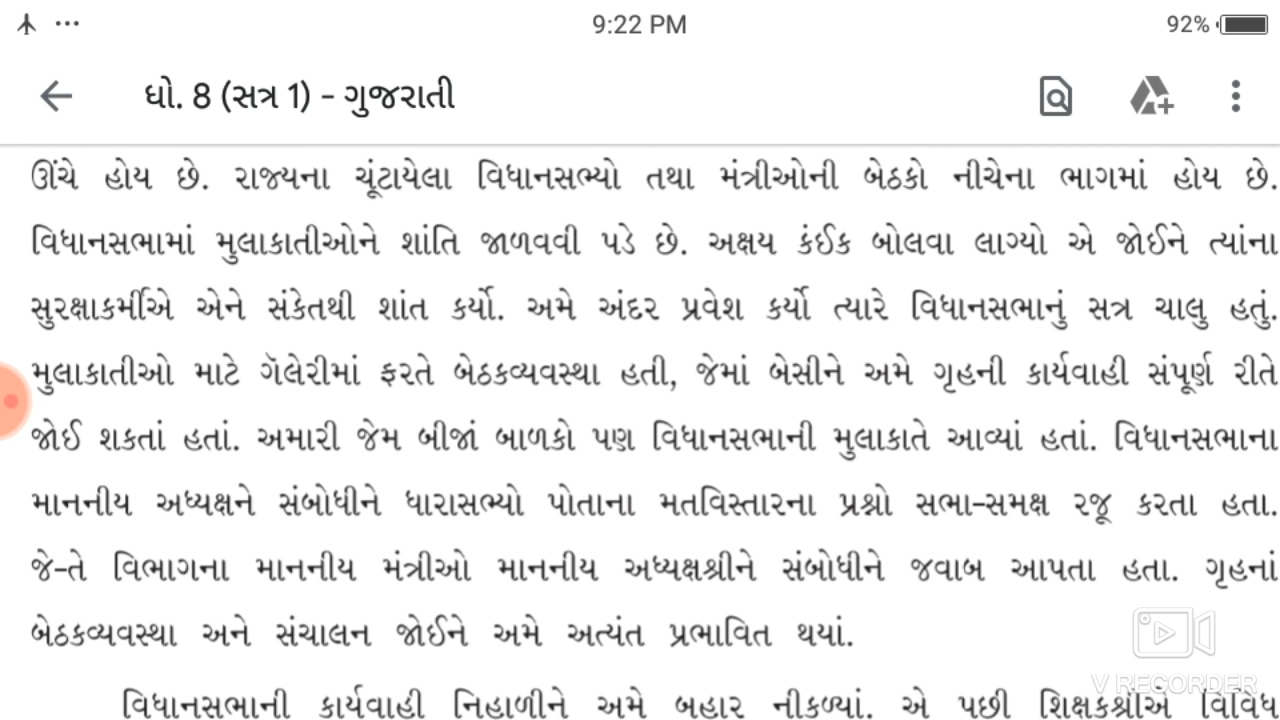 9:22 PM
92%
ધો. 8 (સત્ર 1) - ગુજરાતી
ઊંચે હોય છે. રાજ્યના ચૂંટાયેલા વિધાનસભ્યો તથા મંત્રીઓની બેઠકો નીચેના ભાગમાં હોય છે.
વિધાનસભામાં મુલાકાતીઓને શાંતિ જાળવવી પડે છે. અક્ષય કંઈક બોલવા લાગ્યો એ જોઈને ત્યાંના
સુરક્ષાકર્મીએ એને સંકેતથી શાંત કર્યો. અમે અંદર પ્રવેશ કર્યો ત્યારે વિધાનસભાનું સત્ર ચાલુ હતું.
મુલાકાતીઓ માટે ગૅલેરીમાં ફરતે બેઠકવ્યવસ્થા હતી, જેમાં બેસીને અમે ગૃહની કાર્યવાહી સંપૂર્ણ રીતે
જોઈ શકતાં હતાં. અમારી જેમ બીજાં બાળકો પણ વિધાનસભાની મુલાકાતે આવ્યાં હતાં. વિધાનસભાના
માનનીય અધ્યક્ષને સંબોધીને ધારાસભ્યો પોતાના મતવિસ્તારના પ્રશ્નો સભા-સમક્ષ રજૂ કરતા હતા.
જે-તે વિભાગના માનનીય મંત્રીઓ માનનીય અધ્યક્ષશ્રીને સંબોધીને જવાબ આપતા હતા. ગૃહનાં
બેઠકવ્યવસ્થા અને સંચાલન જોઈને અમે અત્યંત પ્રભાવિત થયાં.
વિધાનસભાની કાર્યવાહી નિહાળીને અમે બહાર નીકળ્યાં. એ પછી શિક્ષકશ્રીએ વિવિધ
V RECORDER